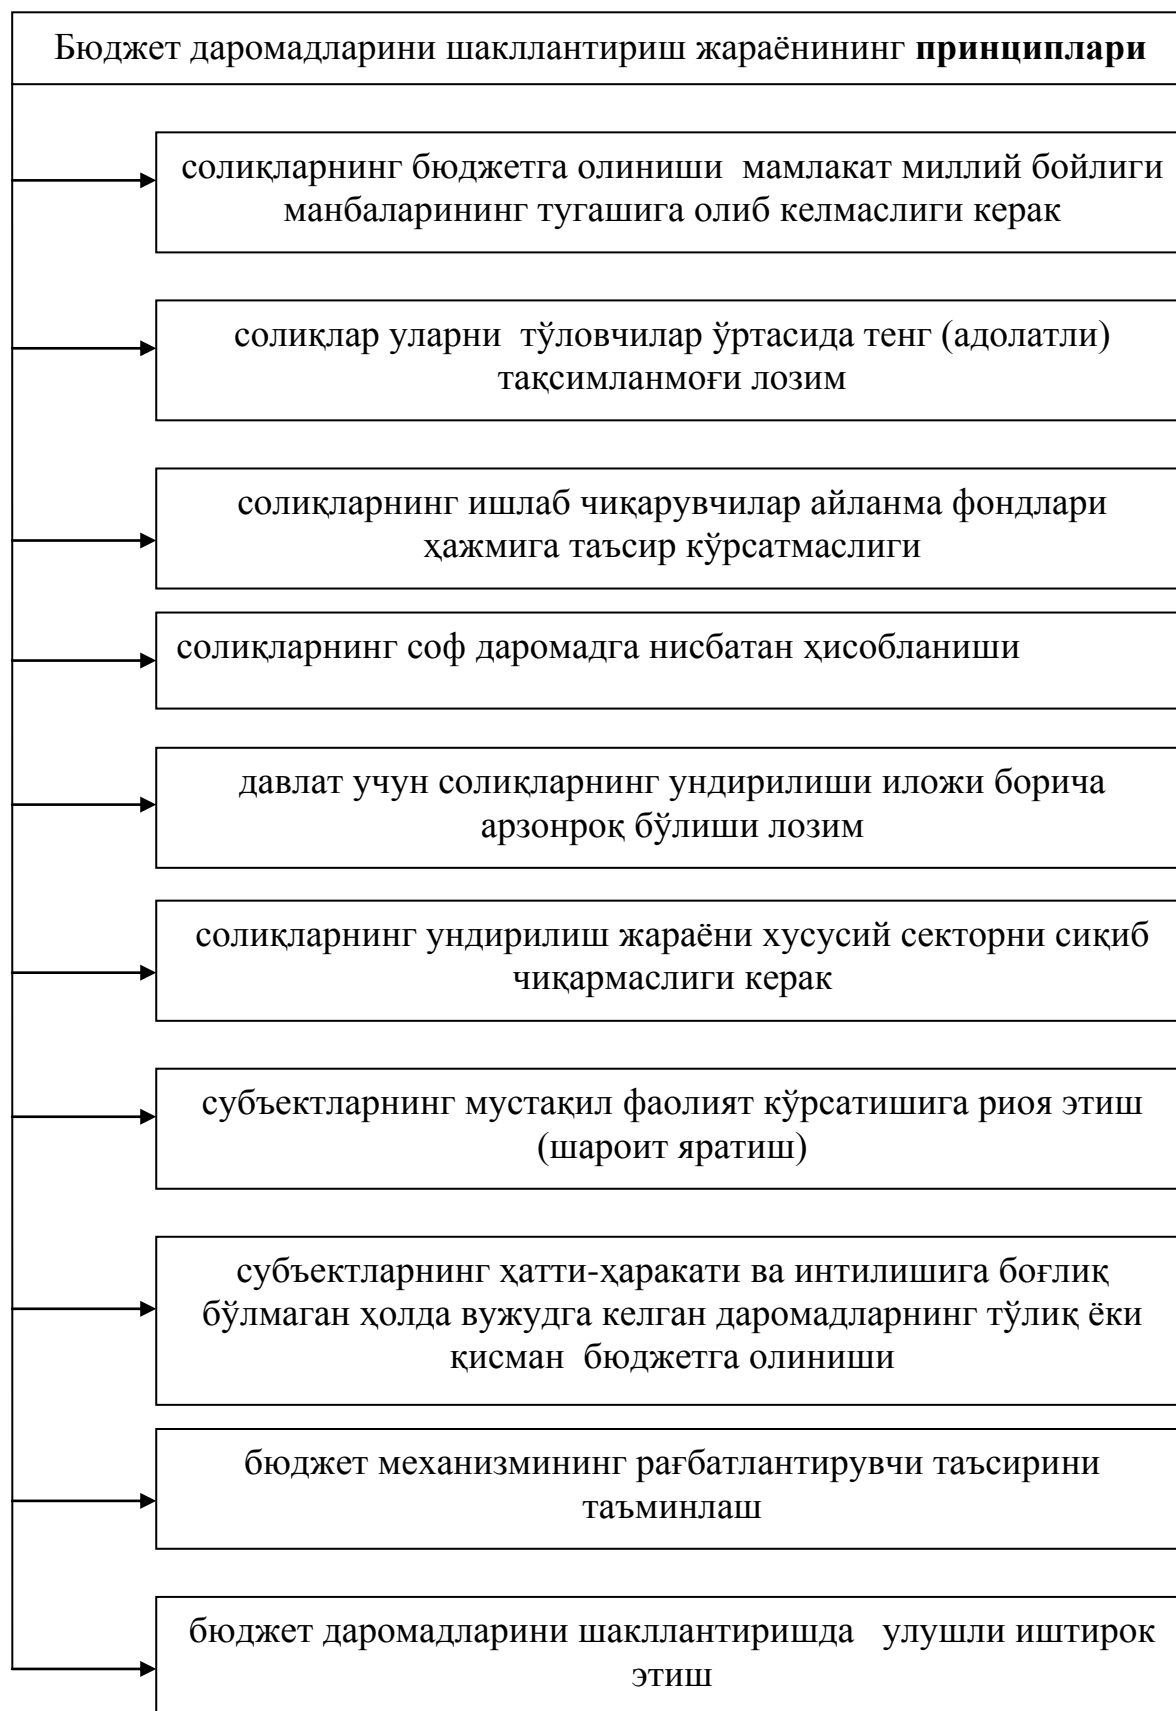 Бюджет даромадларини шакллантириш жараёнининг принциплари
солиқларнинг бюджетга олиниши мамлакат миллий бойлиги
манбаларининг тугашига олиб келмаслиги керак
солиқлар уларни тўловчилар ўртасида тенг (адолатли)
тақсимланмоғи лозим
солиқларнинг ишлаб чиқарувчилар айланма фондлари
ҳажмига таъсир кўрсатмаслиги
солиқларнинг соф даромадга нисбатан ҳисобланиши
давлат учун солиқларнинг ундирилиши иложи борича
арзонроқ бўлиши лозим
солиқларнинг ундирилиш жараёни хусусий секторни сиқиб
чиқармаслиги керак
субъектларнинг мустақил фаолият кўрсатишига риоя этиш
(шароит яратиш)
субъектларнинг ҳатти-ҳаракати ва интилишига боғлиқ
бўлмаган ҳолда вужудга келган даромадларнинг тўлиқ ёки
қисман бюджетга олиниши
бюджет механизмининг рағбатлантирувчи таъсирини
таъминлаш
бюджет даромадларини шакллантиришда улушли иштирок
этиш